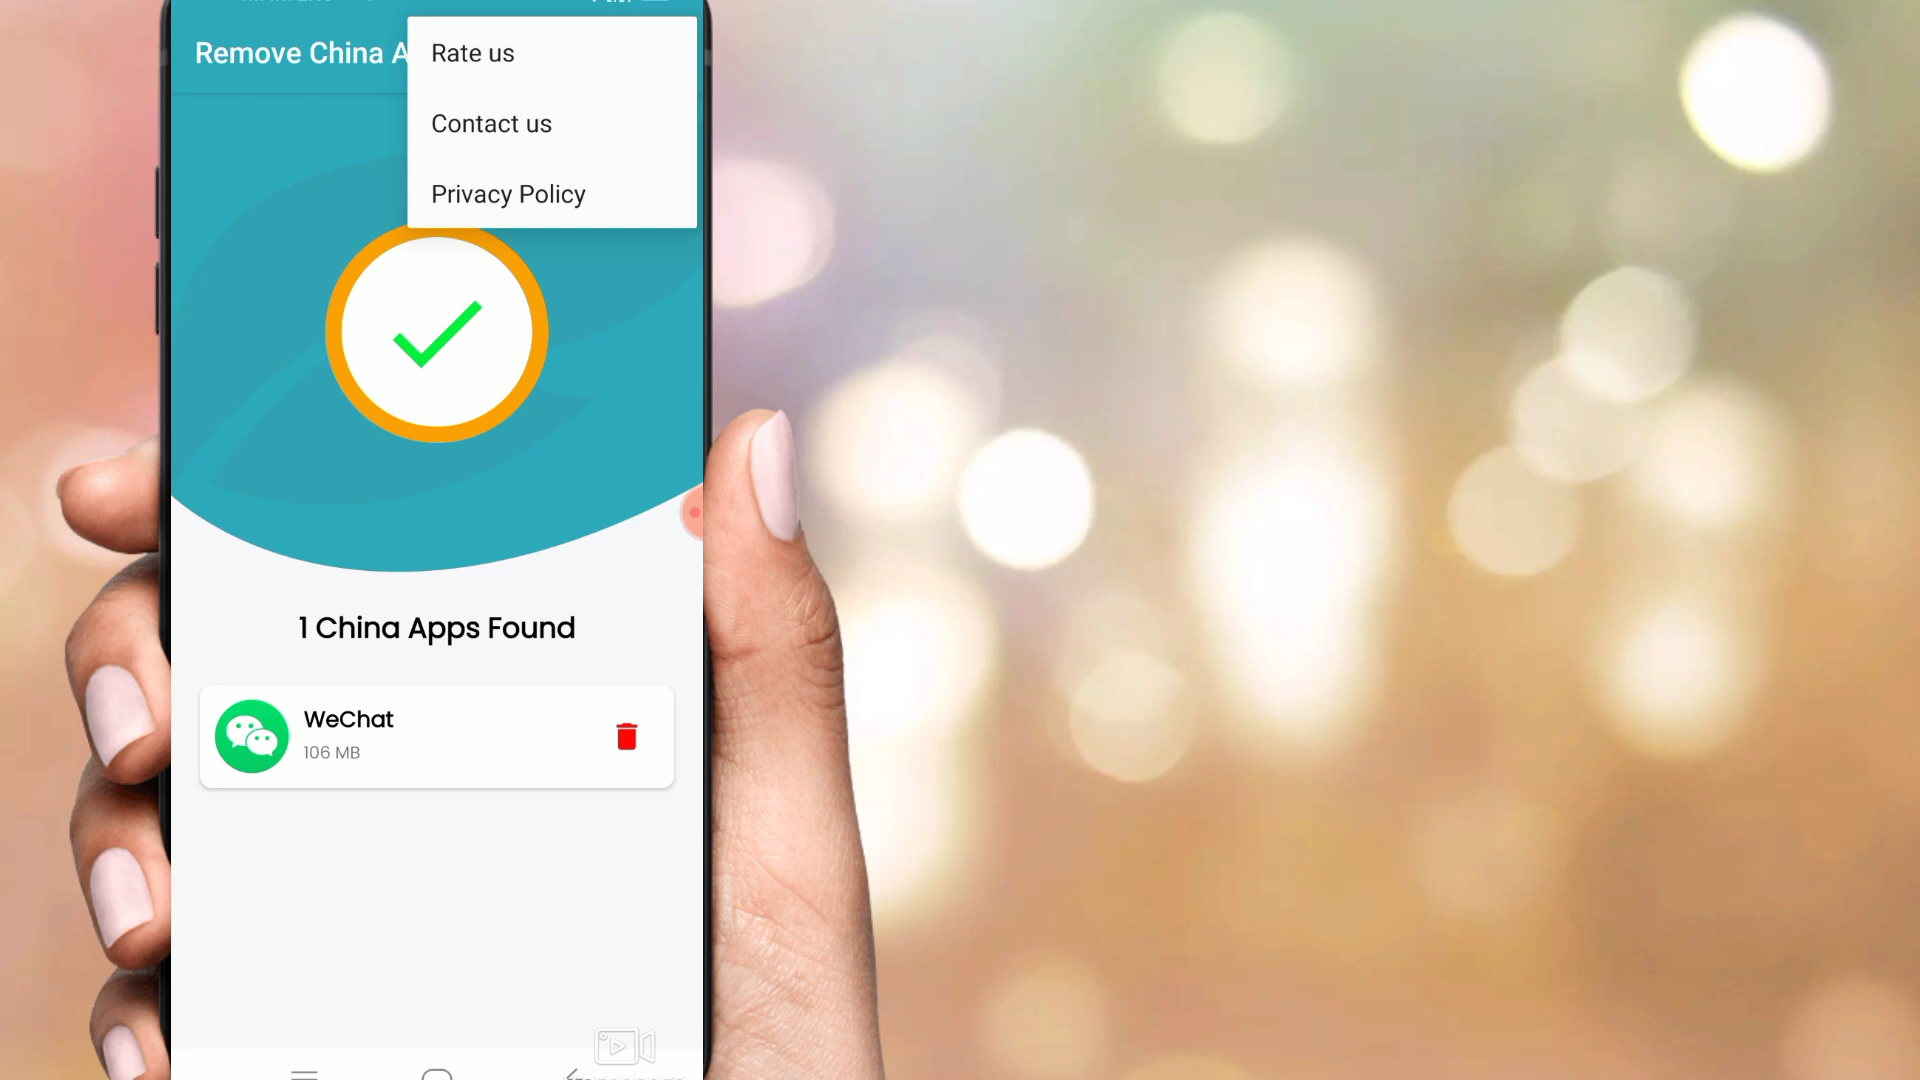 Remove China A
Rate us
Contact us
Privacy Policy
1 China Apps Found
WeChat
106 MB